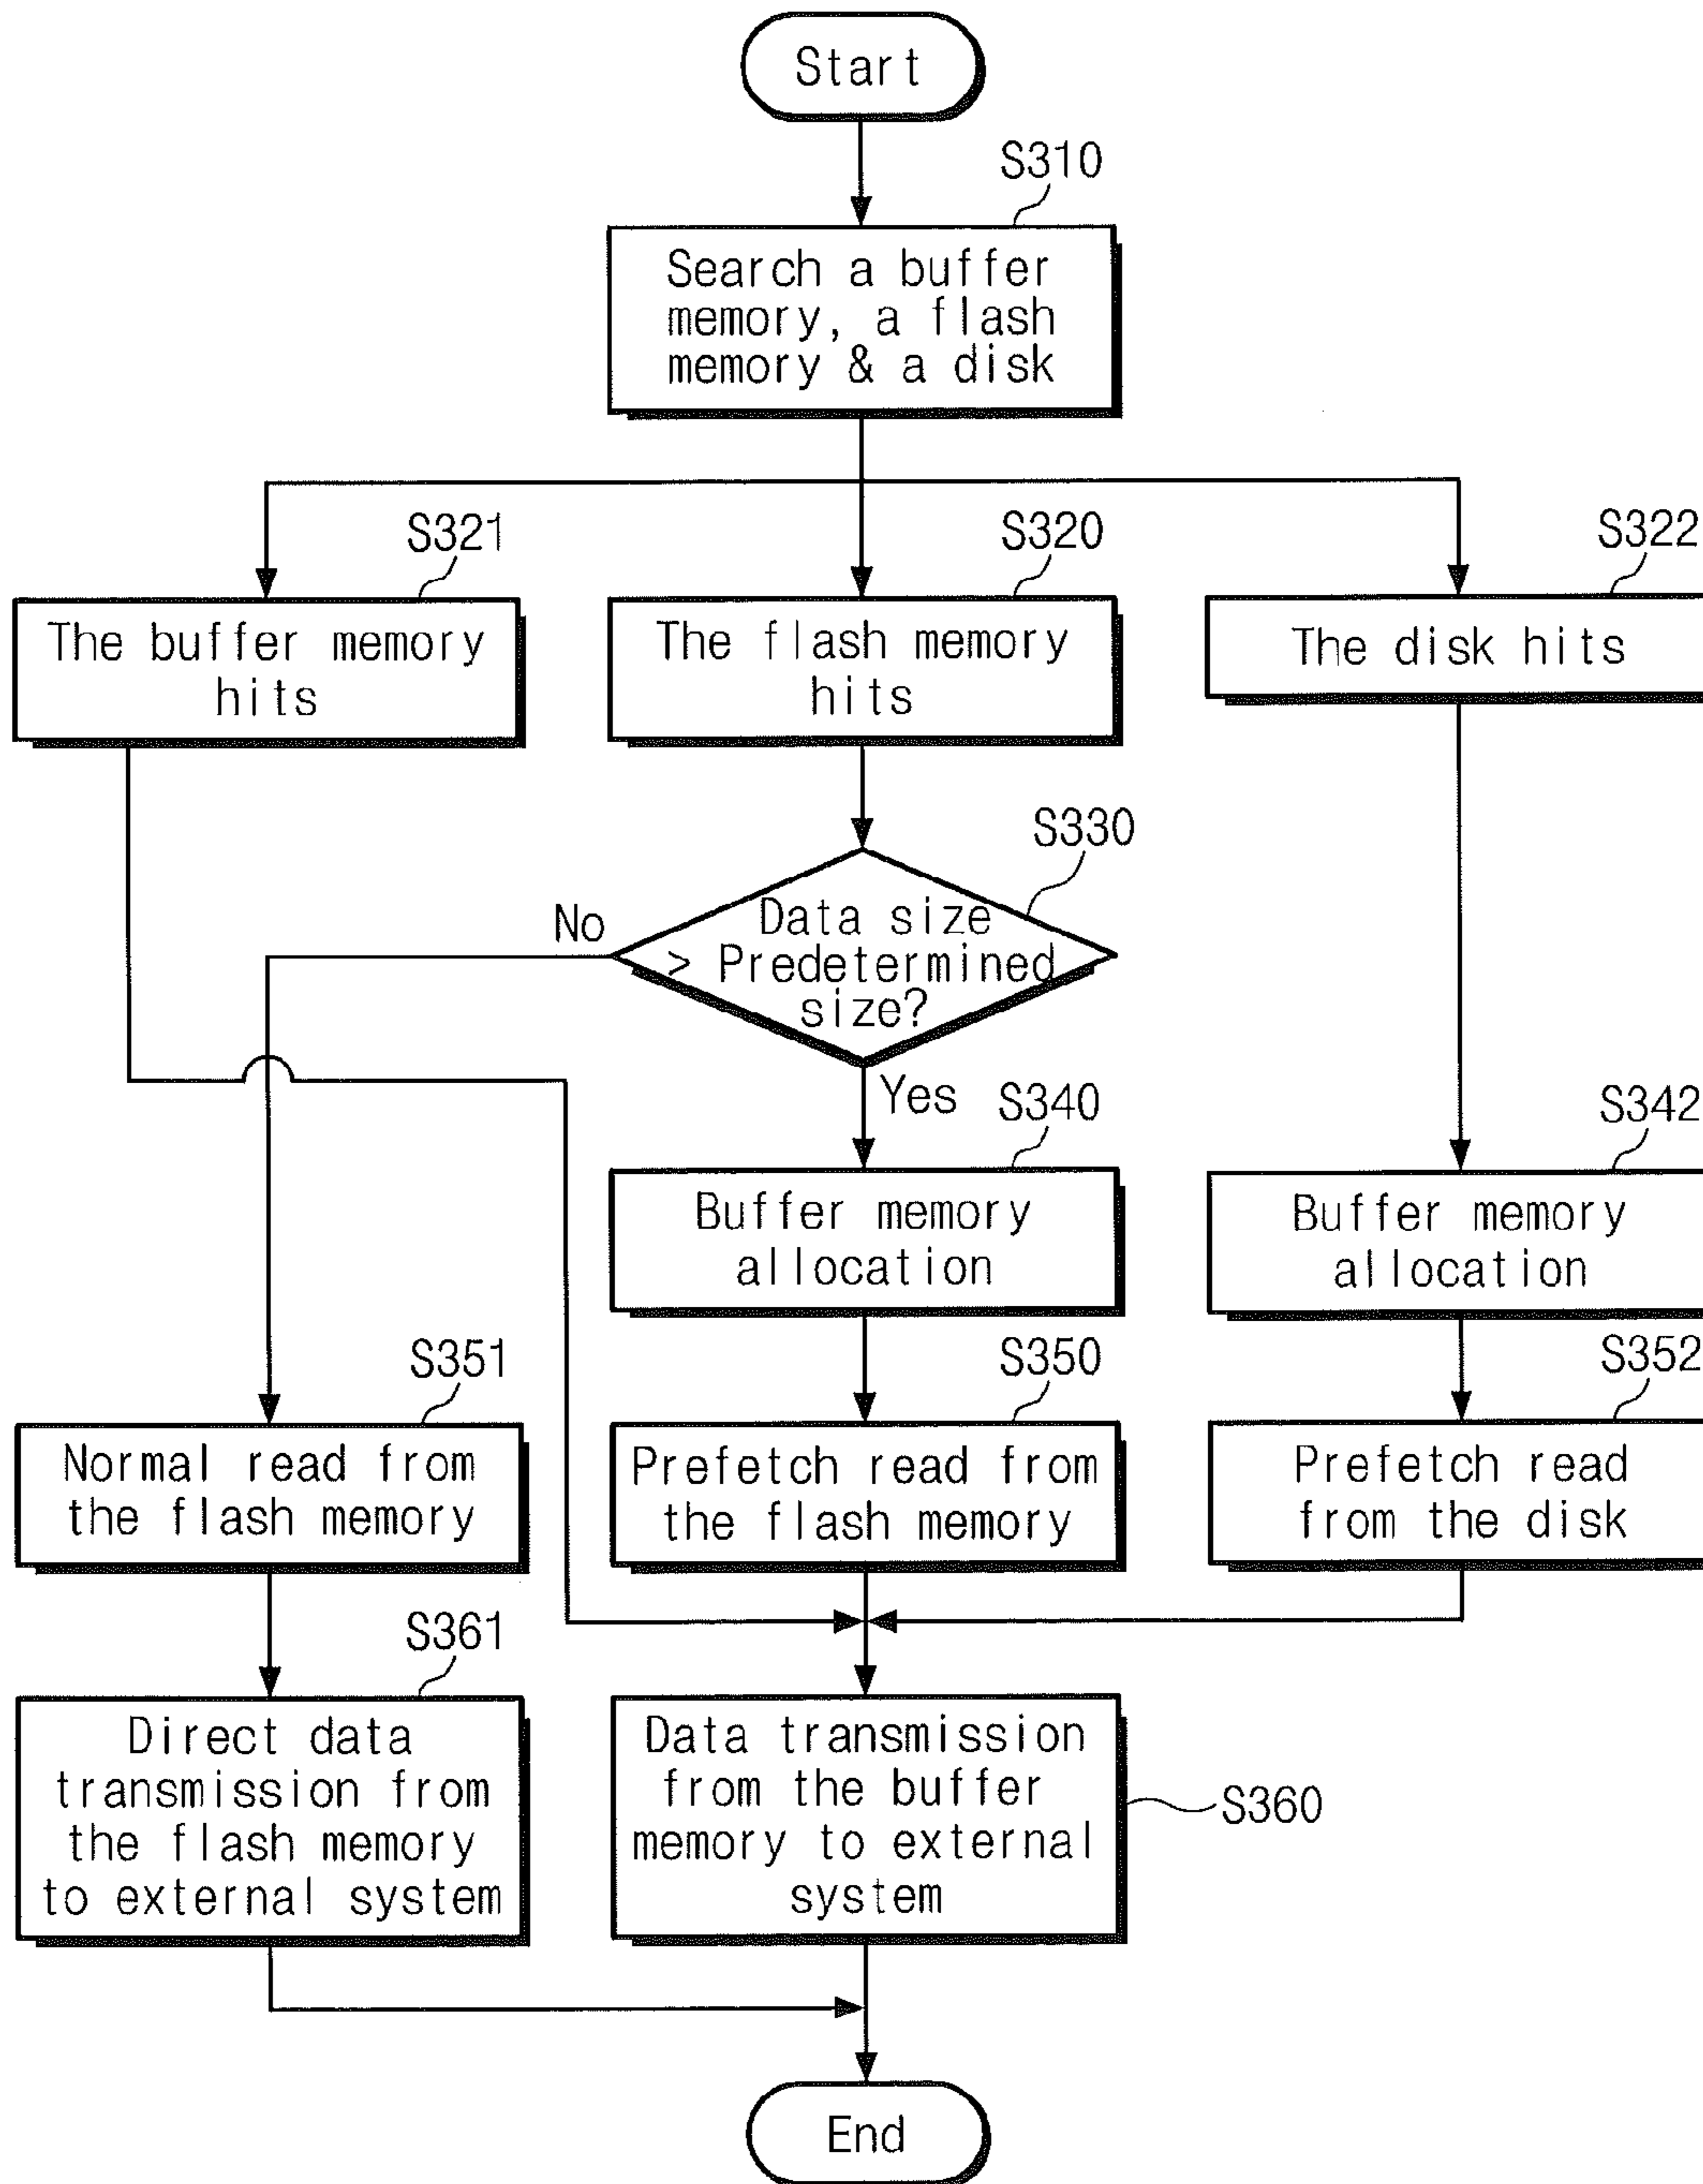 Start
S310
Search a buffer
memory, a flash
memory & a disk
S321
S320
S322
The buffer memory
hits
The flash memory
hits
The disk hits
S330
Data size
> Predetermined
size?
No
Yes
S340
S342
Buffer memory
allocation
Buffer memory
allocation
S351
S350
S352
Normal read from
the flash memory
Prefetch read from
the flash memory
Prefetch read
from the disk
S361
Direct data
transmission from
the flash memory
to external system
Data transmission
from the buffer
memory to external
system
S360
End